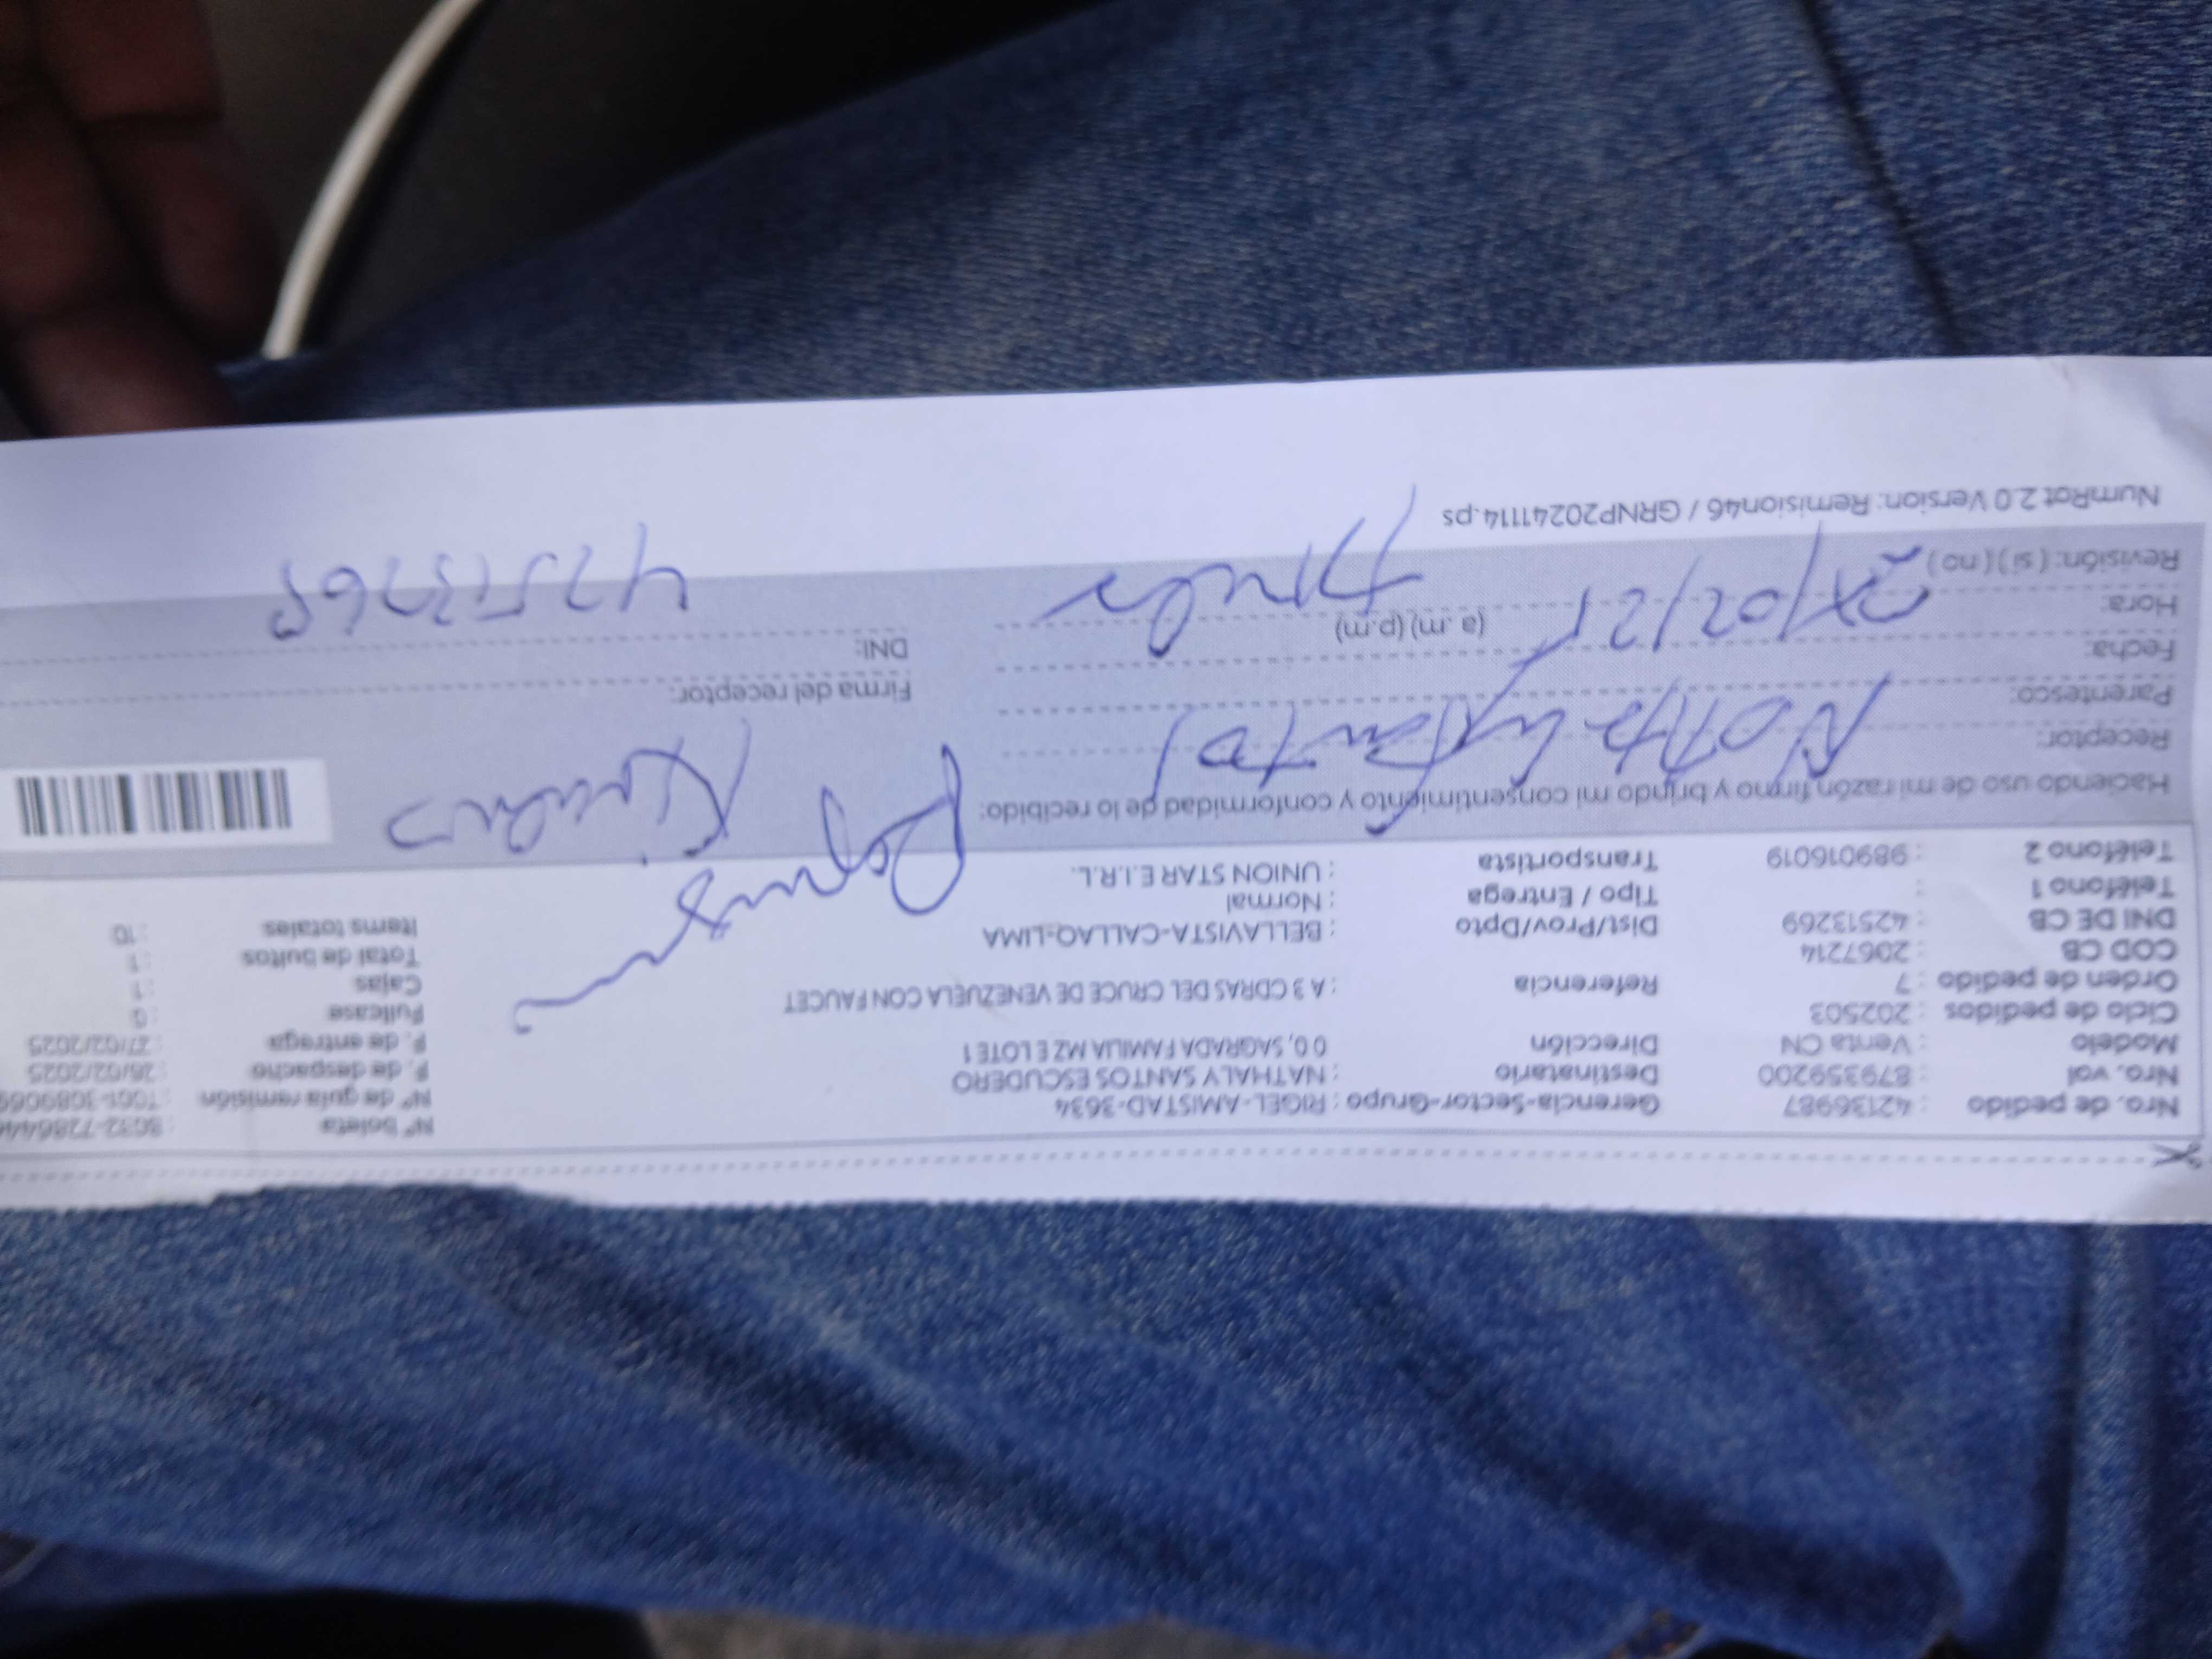 Nro. de pedido : 42136987 Gerencia-Sector-Grupo : RIGEL-AMISTAD-3634 Nº boleta
Nro. vol : 879359200 Destinatario : NATHALY SANTOS ESCUDERO Nº de guía remisión
Modelo : Venta CN Dirección 0 0, SAGRADA FAMILIA MZ E LOTE 1 F. de despacho : 26/02/2025
Ciclo de pedidos : 202503 F. de entrega : 27/02/2025
Orden de pedido : 7 Referencia : A 3 CDRAS DEL CRUCE DE VENEZUELA CON FAUCET Fullcase : 0
COD CB : 2067214 Cajas : 1
DNI DE CB : 42513269 Dist/Prov/Dpto : BELLAVISTA-CALLAO-LIMA Total de bultos : 1
Teléfono 1 : Tipo / Entrega : Normal Items totales : 10
Teléfono 2 : 989016019 Transportista : UNION STAR E.I.R.L.
Haciendo uso de mi razón firmo y brindo mi consentimiento y conformidad de lo recibido:
Receptor:
Parentesco: Firma del receptor:
Fecha: DNI:
Hora: (a .m) (p.m)
Revisión: ( si ) ( no )
NumRot 2.0 Version: Remision46 / GRNP20241114.ps